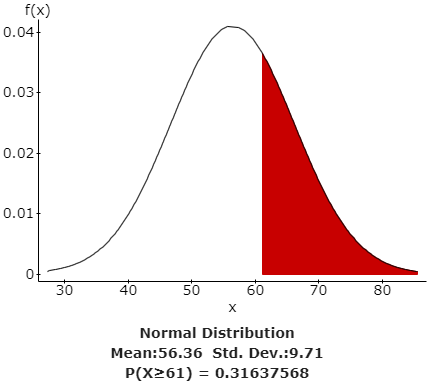 f(x)
0.04
0.03
0.02
0.01
0
30 40 50 60 70 80
x
Normal Distribution
Mean:56.36 Std. Dev.:9.71
P(X≥61) = 0.31637568